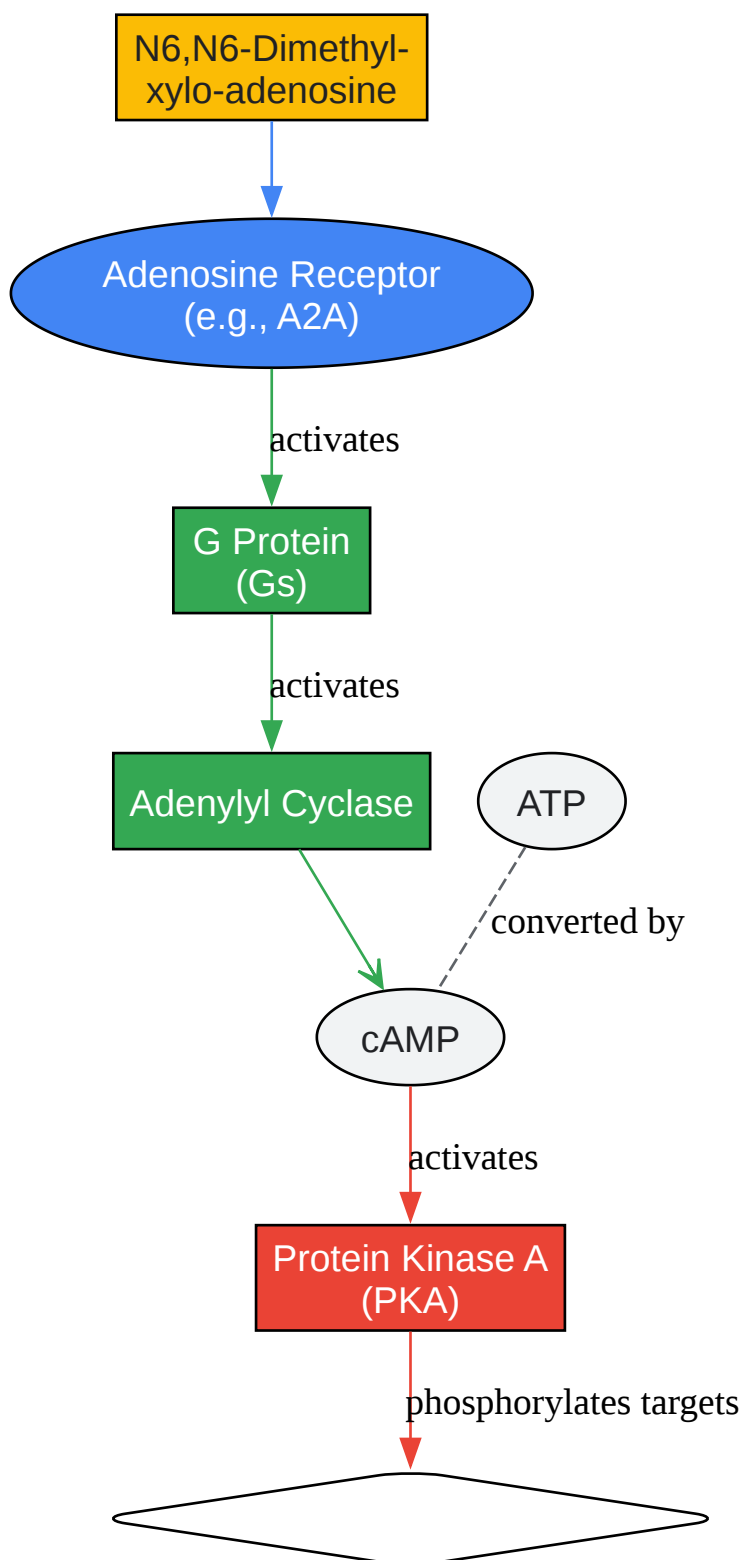 N6,N6-Dimethyl-
xylo-adenosine
Adenosine Receptor
(e.g., A2A)
activates
G Protein
(Gs)
activates
Adenylyl Cyclase
ATP
converted by
cAMP
activates
Protein Kinase A
(PKA)
phosphorylates targets